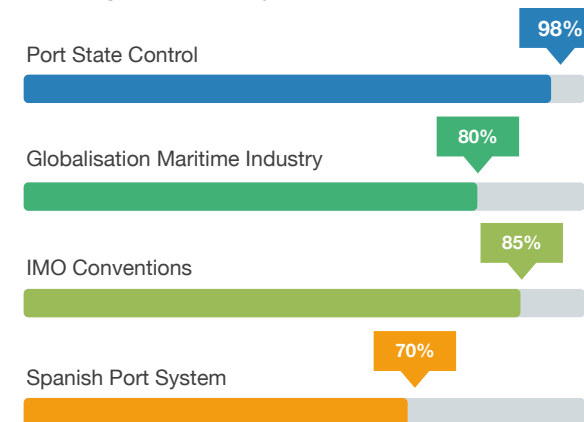 98%
Port State Control
80%
Globalisation Maritime Industry
85%
IMO Conventions
70%
Spanish Port System